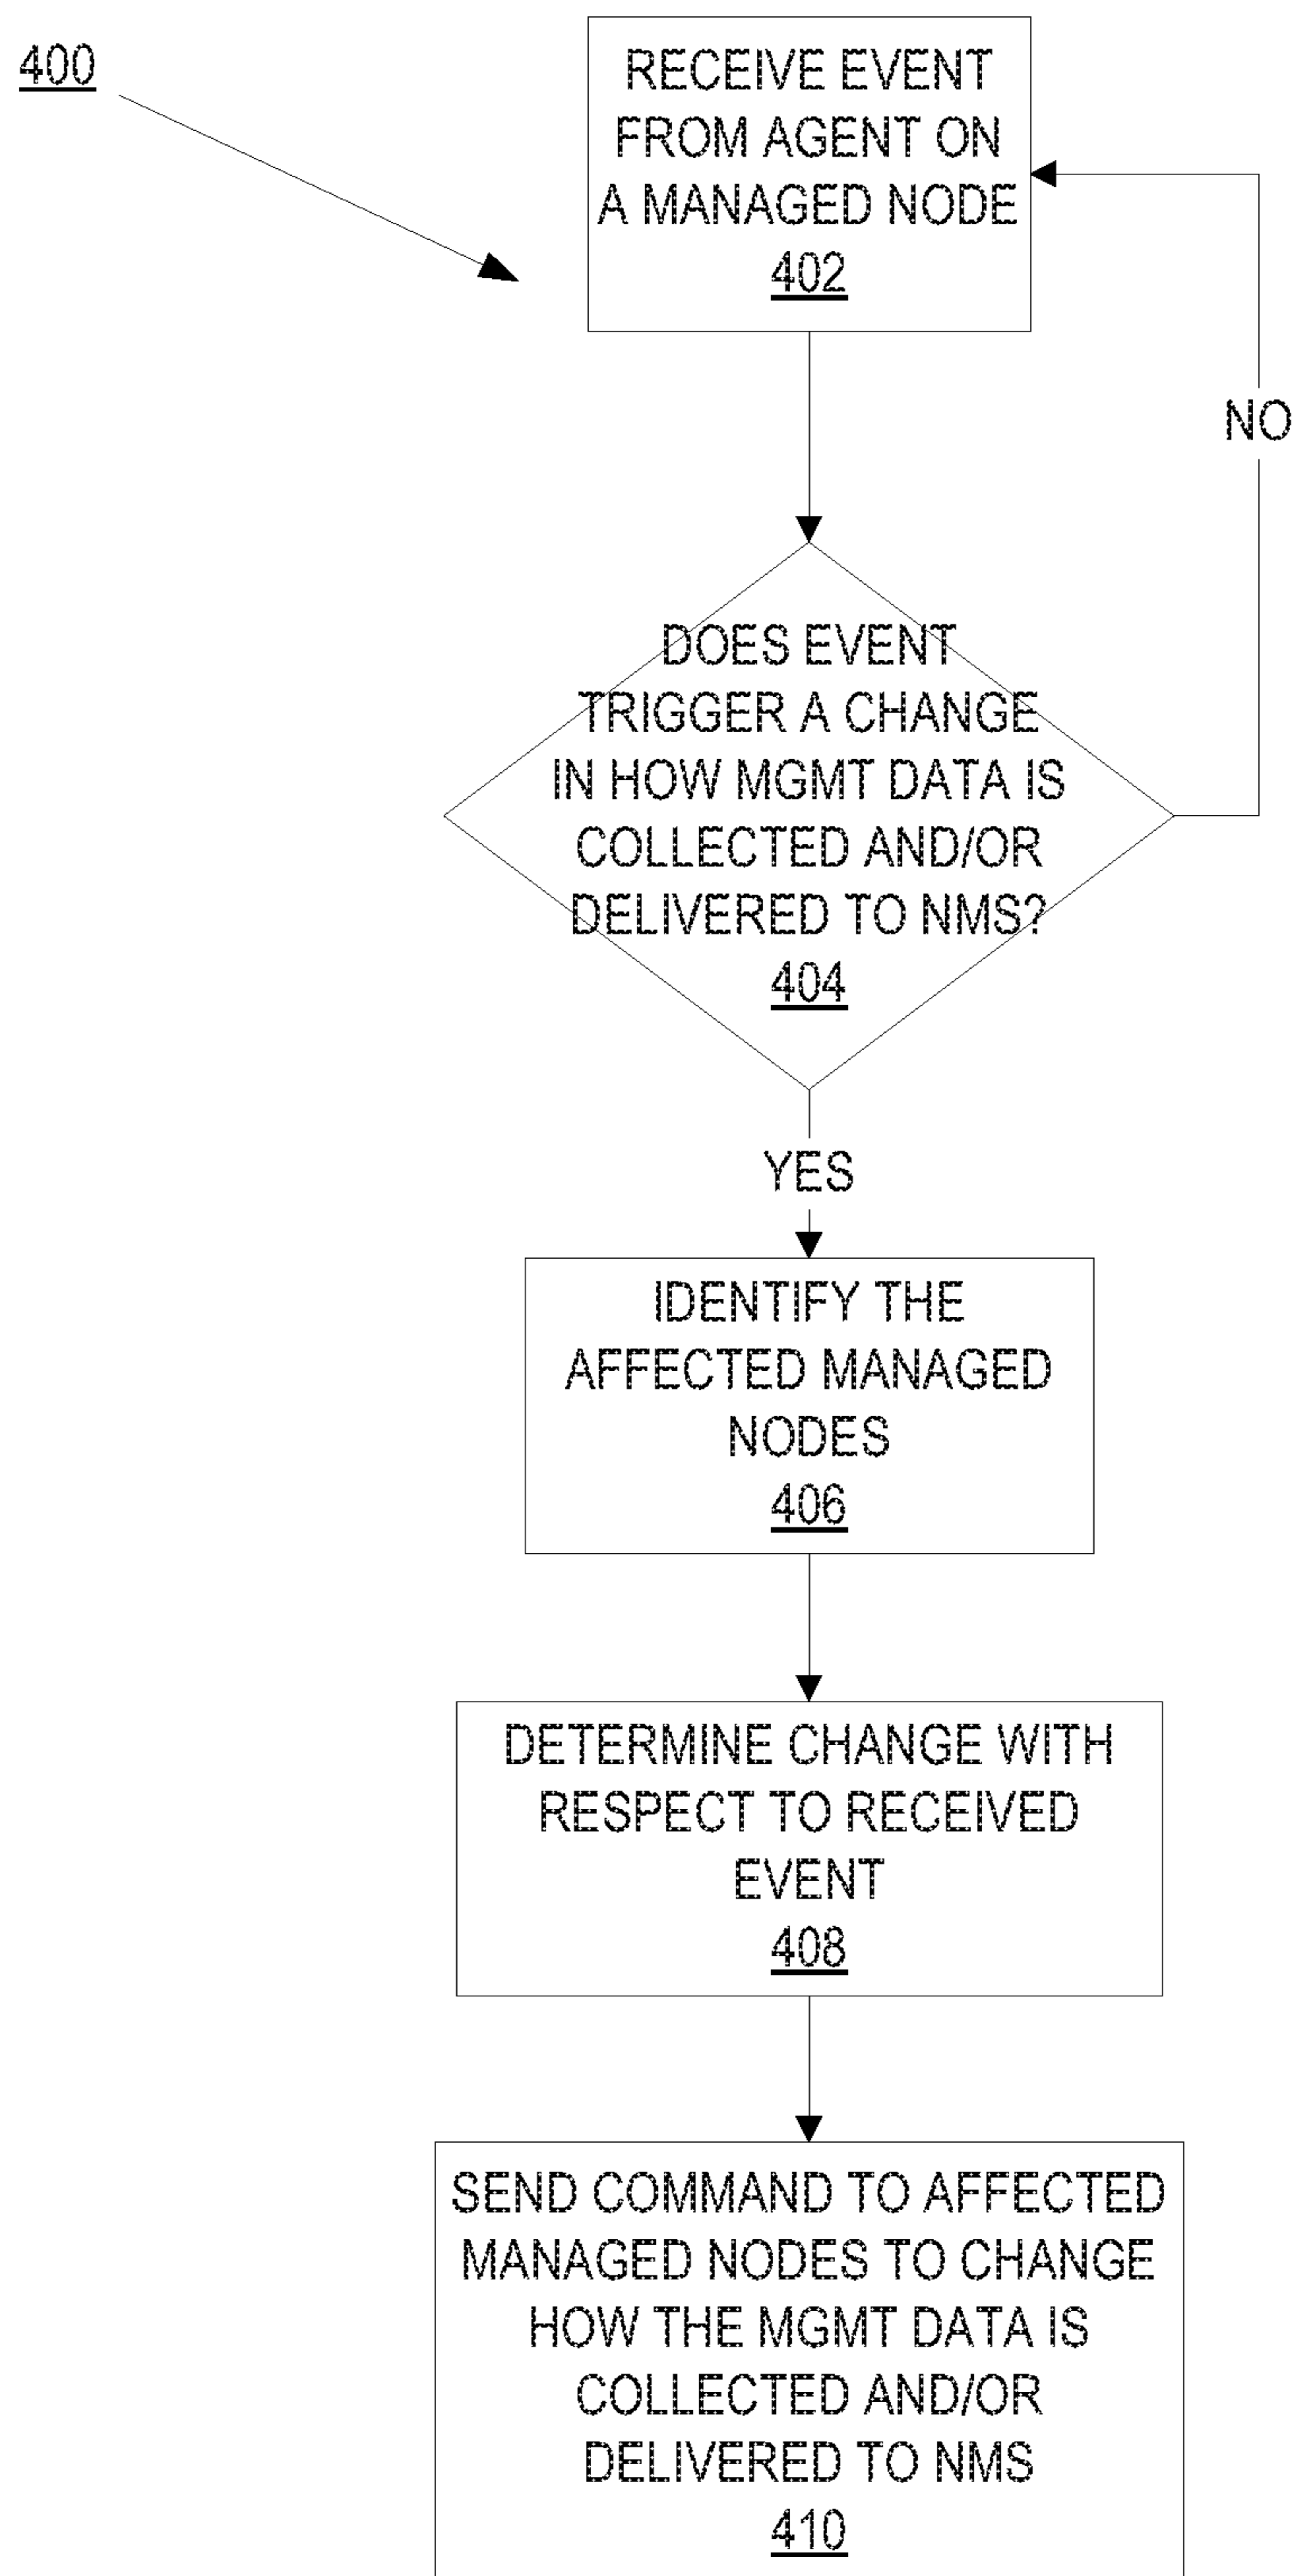 400
RECEIVE EVENT
FROM AGENT ON
A MANAGED NODE
402
NO
DOES EVENT
TRIGGER A CHANGE
IN HOW MGMT DATA IS
COLLECTED AND/OR
DELIVERED TO NMS?
404
YES
IDENTIFY THE
AFFECTED MANAGED
NODES
406
DETERMINE CHANGE WITH
RESPECT TO RECEIVED
EVENT
408
SEND COMMAND TO AFFECTED
MANAGED NODES TO CHANGE
HOW THE MGMT DATA IS
COLLECTED AND/OR
DELIVERED TO NMS
410